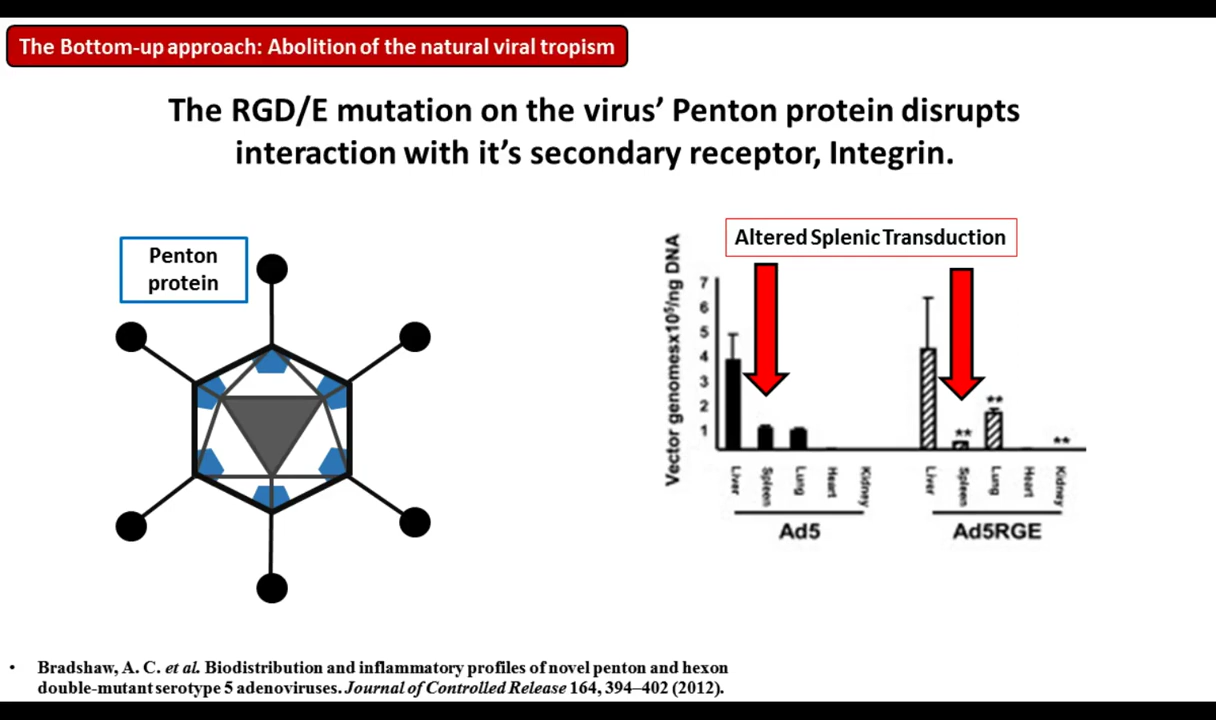 The Bottom-up approach: Abolition of the natural viral tropism
The RGD/E mutation on the virus’ Penton protein disrupts
interaction with it’s secondary receptor, Integrin.
Penton
protein
Altered Splenic Transduction
Vector genomesx10⁵/ng DNA
7
6
5
4
3
2
1
**
**
**
Liver
Spleen
Lung
Heart
Kidney
Liver
Spleen
Lung
Heart
Kidney
Ad5
Ad5RGE
• Bradshaw, A. C. et al. Biodistribution and inflammatory profiles of novel penton and hexon
double-mutant serotype 5 adenoviruses. Journal of Controlled Release 164, 394–402 (2012).